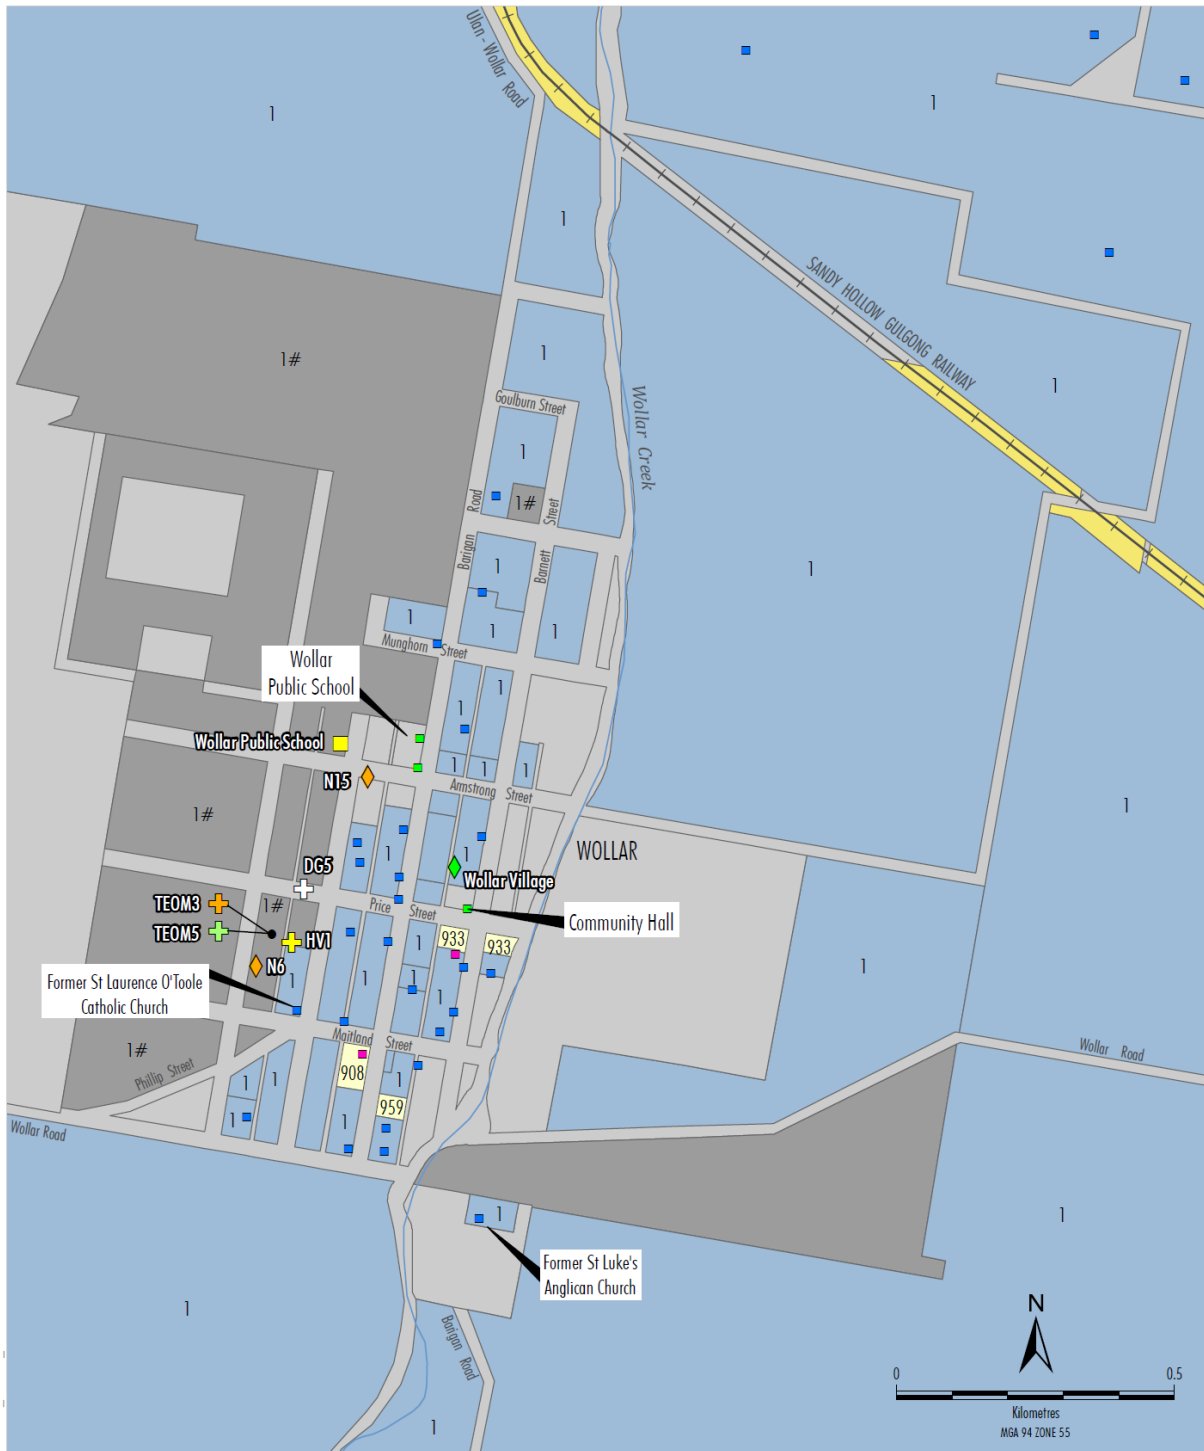 Ulan - Wollar Road
1
1
1
SANDY HOLLOW GULGONG RAILWAY
1#
1
1
Goulburn Street
Wollar Creek
1
1#
Barigan Road
Barnett Street
1
1
1
1
1
Munghorn Street
Wollar
Public School
1
1
Wollar Public School
N15
1
1
1
Armstrong Street
1
1#
1
1
WOLLAR
DG5
Wollar Village
TEOM3
1#
Price Street
Community Hall
TEOM5
HV1
933
933
1
N6
1
1
1
1
1
Former St Laurence O'Toole
Catholic Church
1#
Maitland Street
Wollar Road
Phillip Street
908
1
1
1
959
1
1
Wollar Road
1
1
Former St Luke's
Anglican Church
1
Barigan Road
1
N
0
0.5
Kilometres
MGA 94 ZONE 55